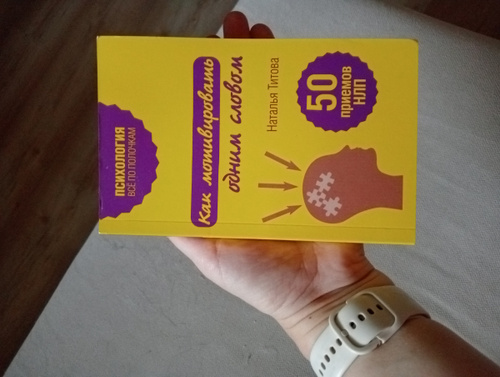 ПСИХОЛОГИЯ
ВСЁ ПО ПОЛОЧКАМ
Как мотивировать
одним словом
Наталья Титова
50
приемов
НЛП